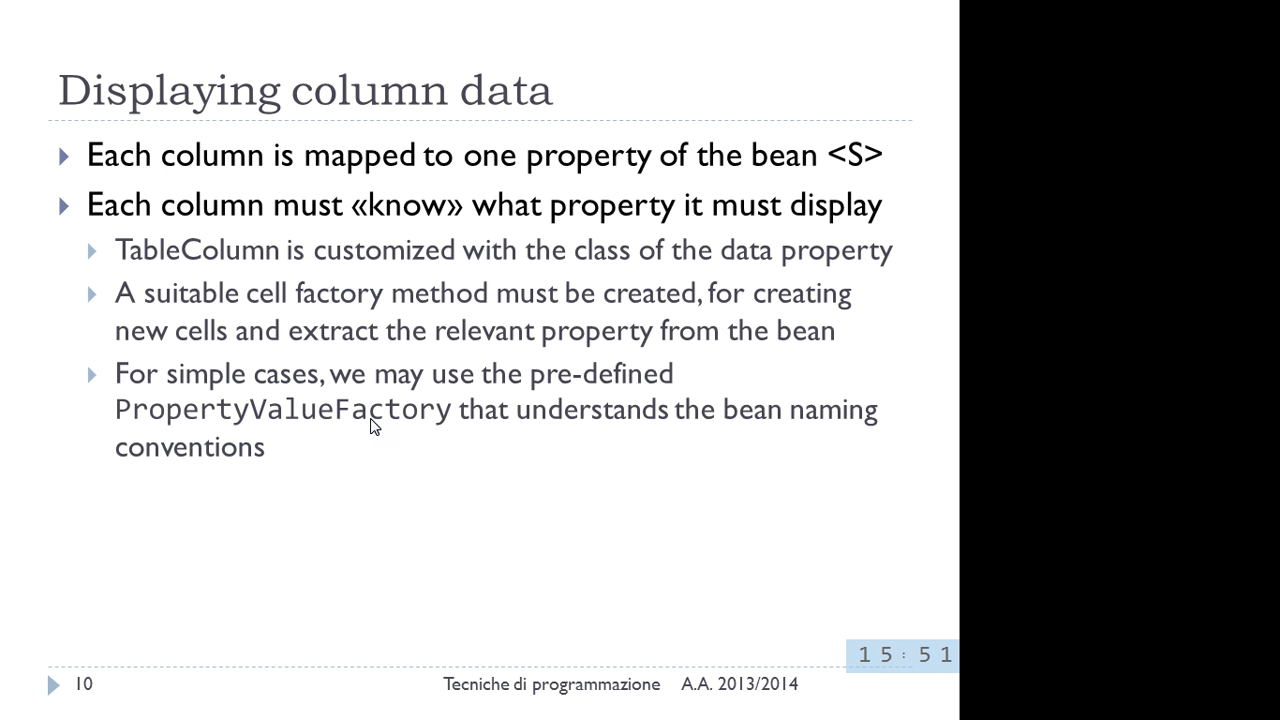 Displaying column data
Each column is mapped to one property of the bean <S>
Each column must «know» what property it must display
TableColumn is customized with the class of the data property
A suitable cell factory method must be created, for creating
new cells and extract the relevant property from the bean
For simple cases, we may use the pre-defined
PropertyValueFactory that understands the bean naming
conventions
15:51
10 Tecniche di programmazione A.A. 2013/2014